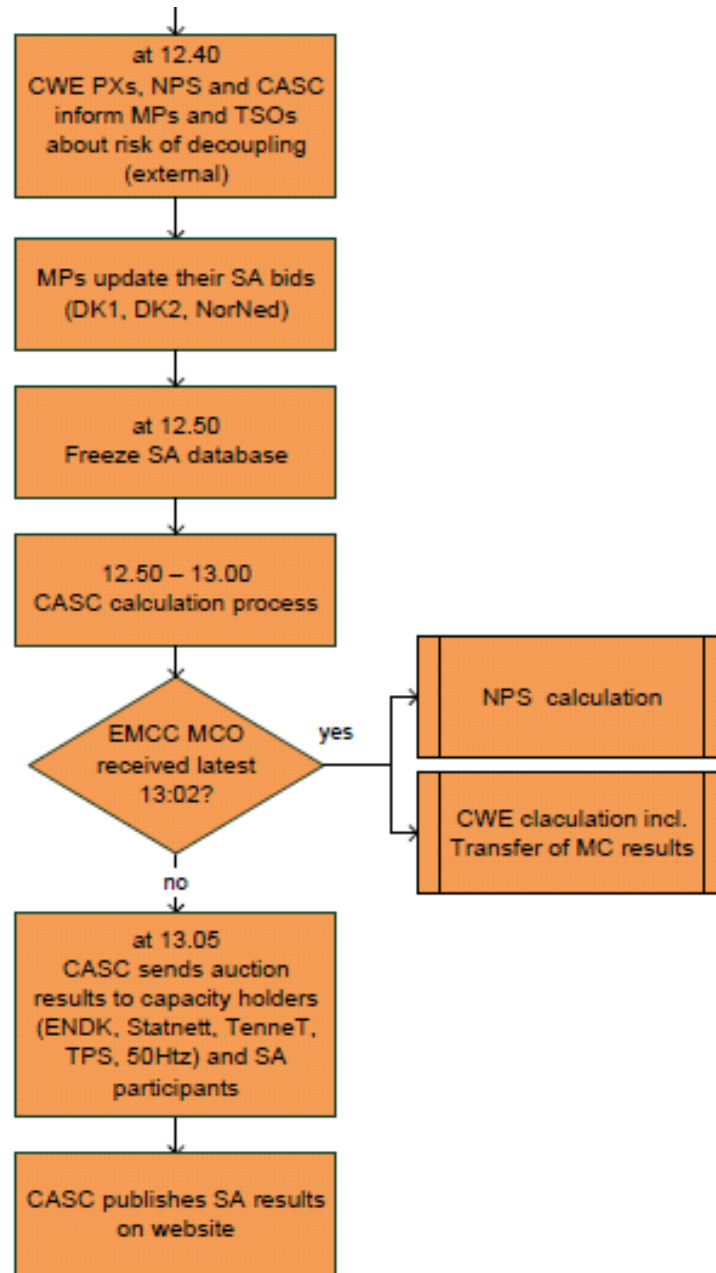 at 12.40
CWE PXs, NPS and CASC
inform MPs and TSOs
about risk of decoupling
(external)
MPs update their SA bids
(DK1, DK2, NorNed)
at 12.50
Freeze SA database
12.50 – 13.00
CASC calculation process
EMCC MCO
received latest
13:02?
yes
NPS calculation
CWE claculation incl.
Transfer of MC results
no
at 13.05
CASC sends auction
results to capacity holders
(ENDK, Statnett, TenneT,
TPS, 50Htz) and SA
participants
CASC publishes SA results
on website